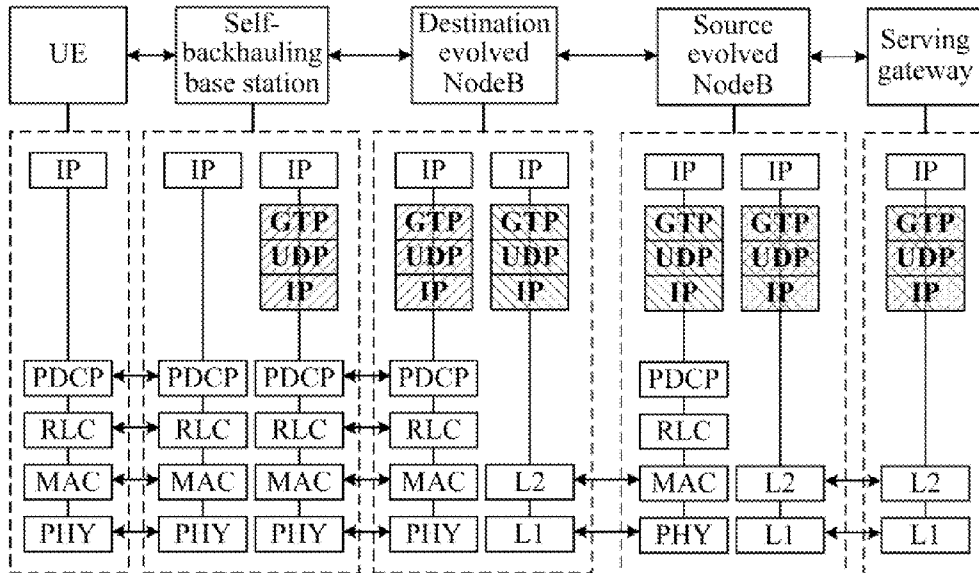 UE
Self-
backhauling
base station
Destination
evolved
NodeB
Source
evolved
NodeB
Serving
gateway
IP IP IP IP IP IP IP IP
GTP GTP GTP GTP GTP GTP
UDP UDP UDP UDP UDP UDP
IP IP IP IP IP IP
PDCP PDCP PDCP PDCP PDCP
RLC RLC RLC RLC RLC
MAC MAC MAC MAC L2 MAC L2 L2
PHY PHY PHY PHY L1 PHY L1 L1